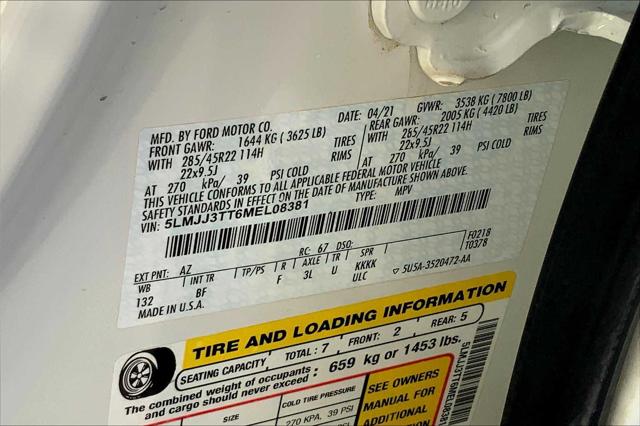 MFD. BY FORD MOTOR CO.
DATE: 04/21 GVWR: 3538 KG (7800 LB)
FRONT GAWR: 1644 KG (3625 LB)
REAR GAWR: 2005 KG (4420 LB)
WITH 285/45R22 114H TIRES
WITH 265/45R22 114H TIRES
22x9.5J RIMS
22x9.5J RIMS
AT 270 kPa/ 39 PSI COLD
AT 270 kPa/ 39 PSI COLD
THIS VEHICLE CONFORMS TO ALL APPLICABLE FEDERAL MOTOR VEHICLE
SAFETY STANDARDS IN EFFECT ON THE DATE OF MANUFACTURE SHOWN ABOVE.
VIN: 5LMJJ3TT6MEL08381
TYPE: MPV
EXT PNT: AZ RC: 67 DSO: F0218
T0378
WB INT TR TP/PS R AXLE TR SPR
132 BF F 3L U KKKK
ULC
MADE IN U.S.A.
5U5A-3520472-AA
TIRE AND LOADING INFORMATION
SEATING CAPACITY TOTAL: 7 FRONT: 2 REAR: 5
The combined weight of occupants
and cargo should never exceed: 659 kg or 1453 lbs.
SIZE COLD TIRE PRESSURE
270 KPA, 39 PSI
SEE OWNERS
MANUAL FOR
ADDITIONAL